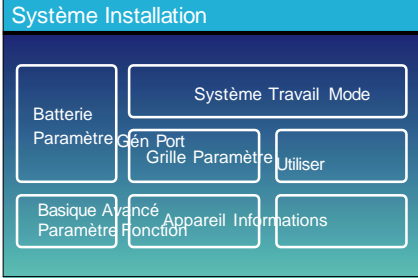 Système Installation
Système Travail Mode
Batterie
Paramètre
Gén Port
Grille Paramètre
Utiliser
Basique Avancé
Paramètre Fonction
Appareil Informations